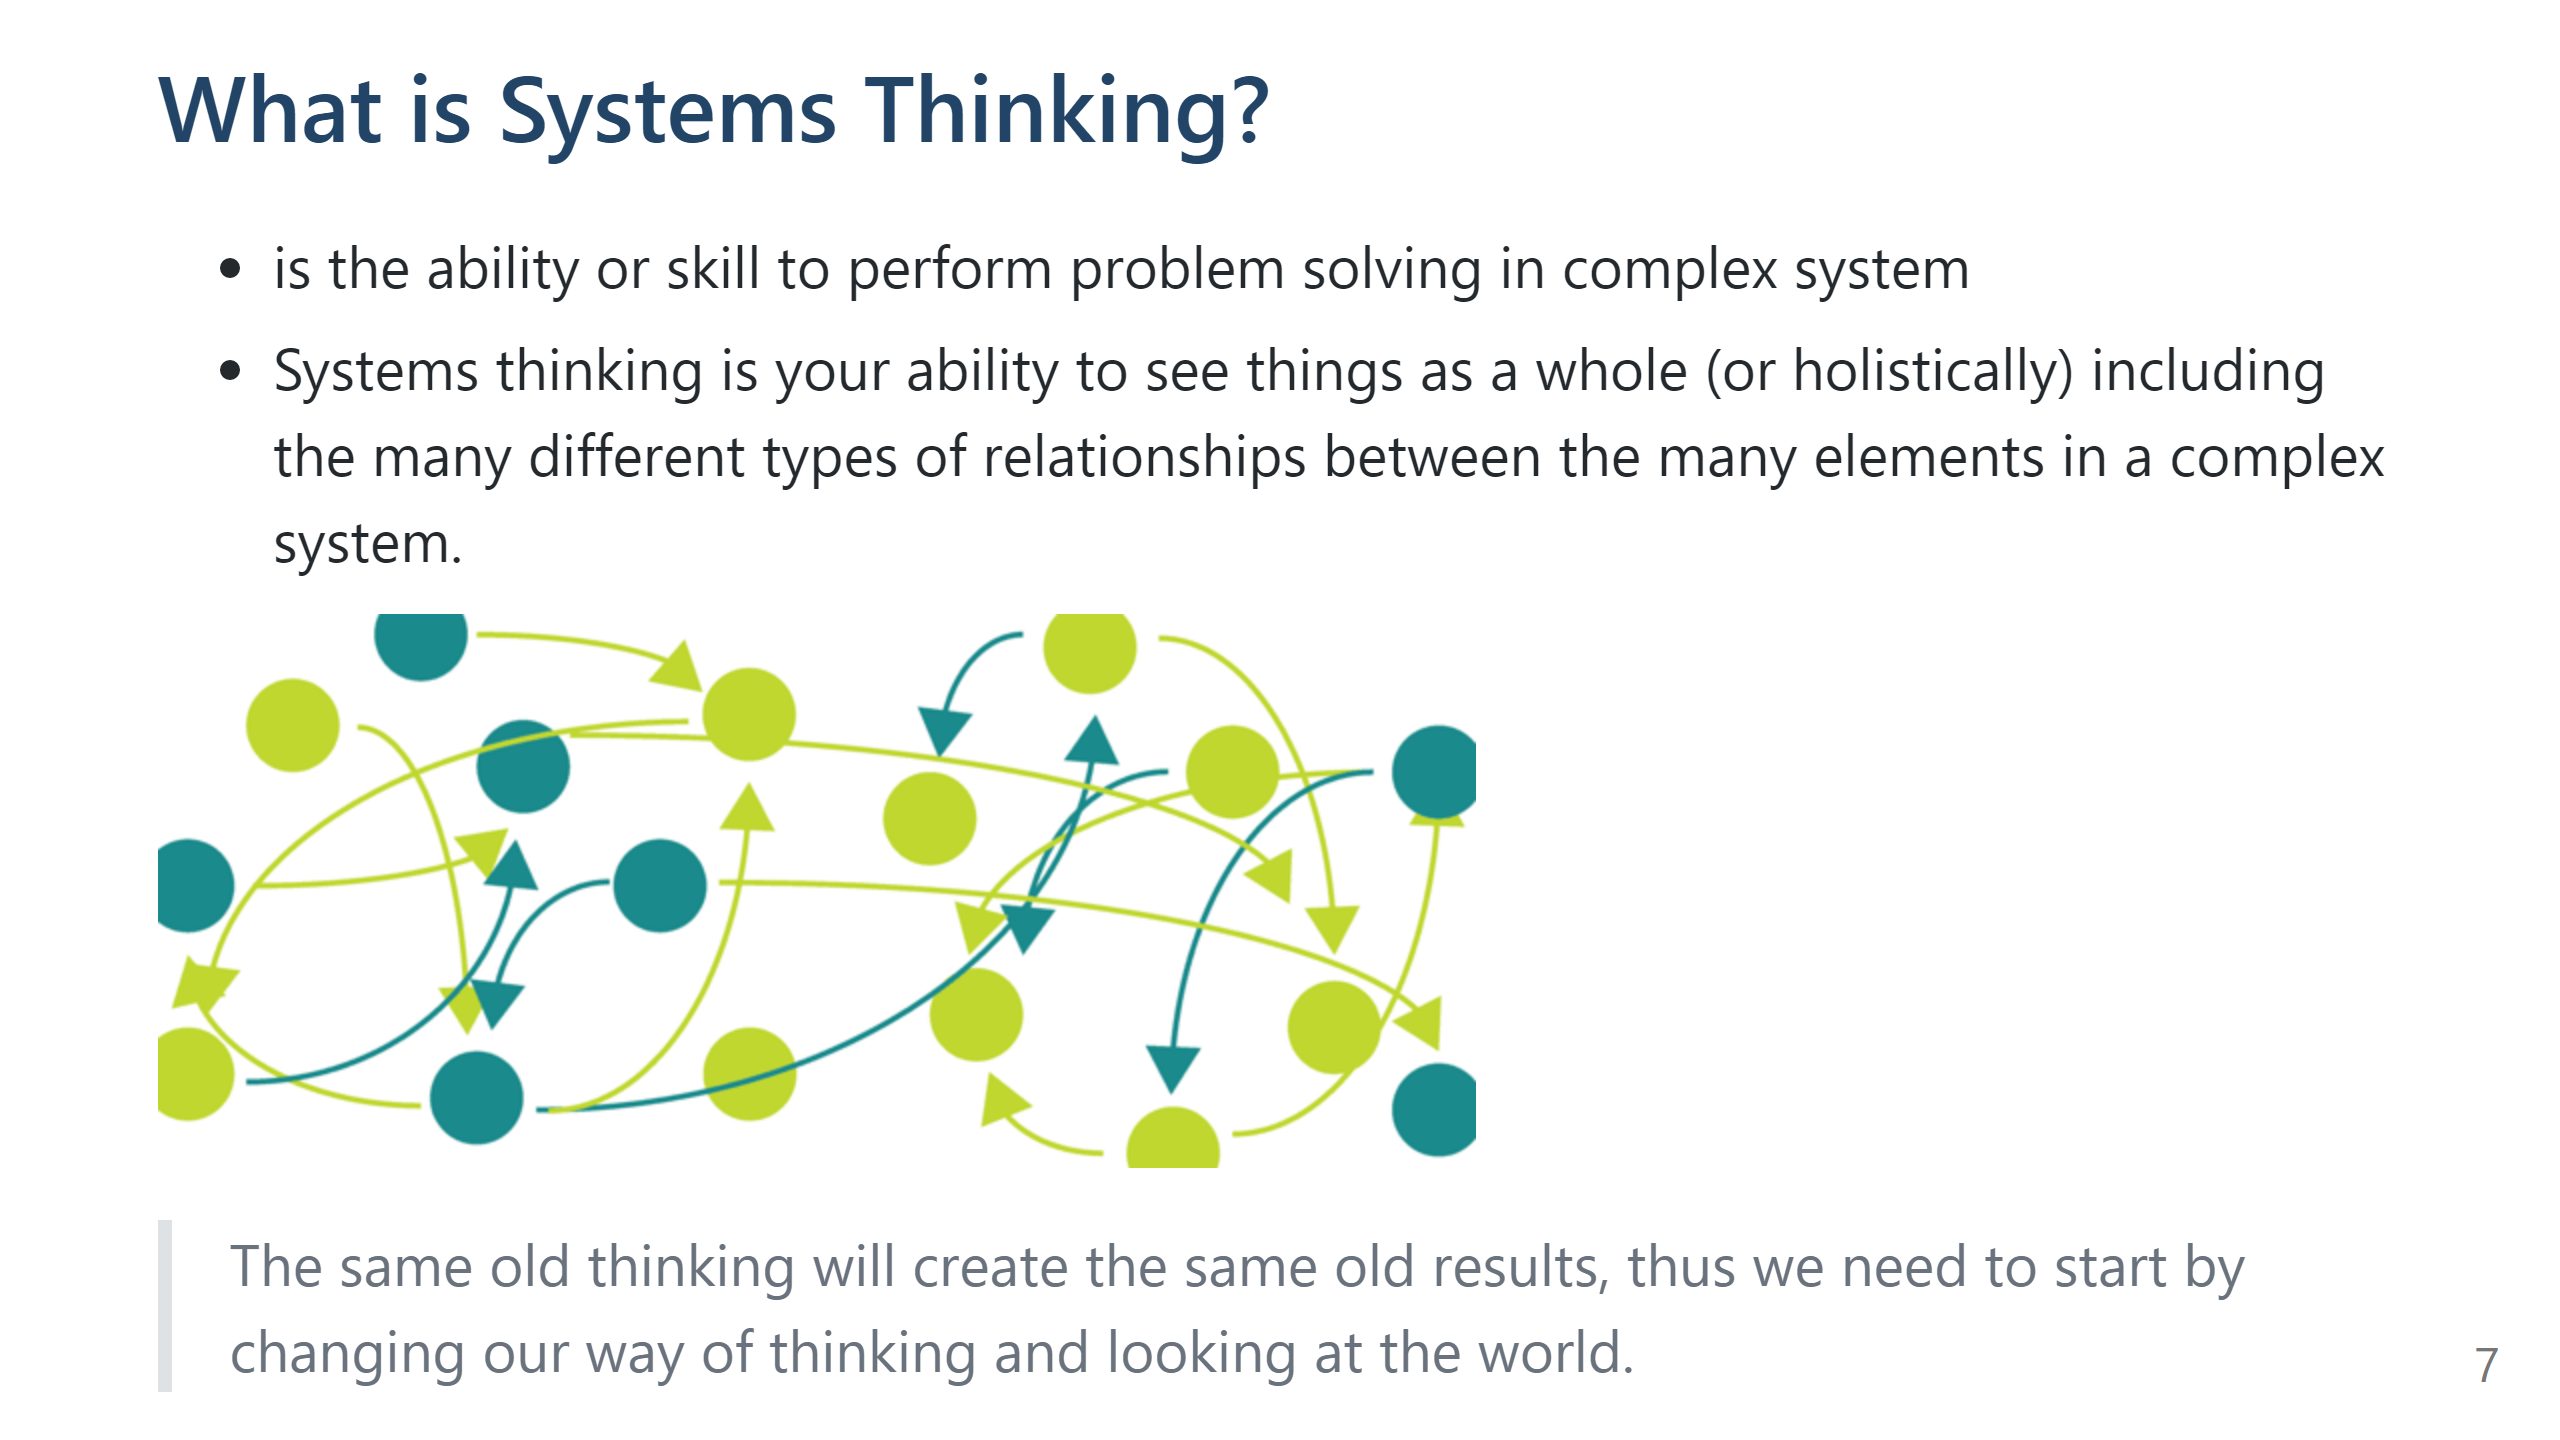 What is Systems Thinking?
• is the ability or skill to perform problem solving in complex system
• Systems thinking is your ability to see things as a whole (or holistically) including
the many different types of relationships between the many elements in a complex
system.
The same old thinking will create the same old results, thus we need to start by
changing our way of thinking and looking at the world.
7